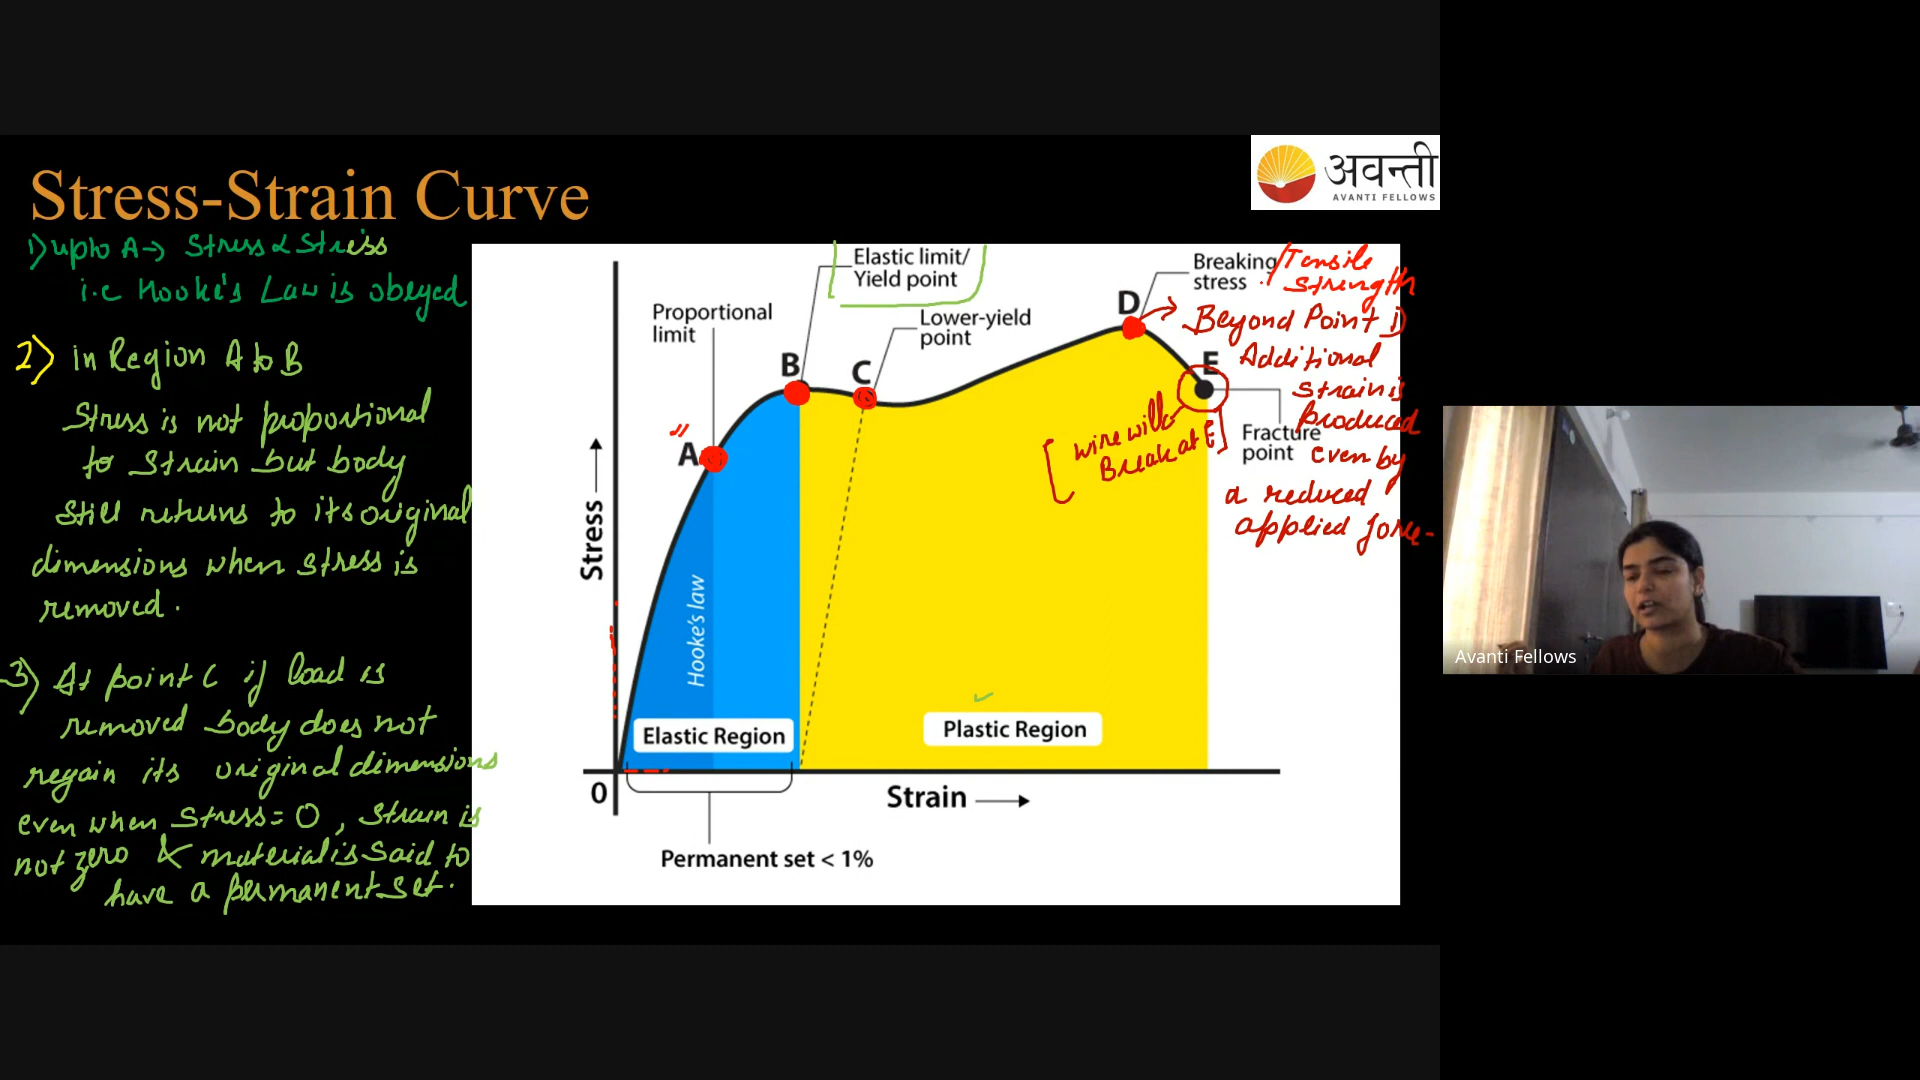 Stress-Strain Curve
अवन्ती
AVANTI FELLOWS
1) upto A→ Stress α Stress
i.e Hooke's Law is obeyed
2) in Region A to B
Stress is not proportional
to strain but body
still returns to its original
dimensions when stress is
removed.
3) At point C if load is
removed body does not
regain its original dimensions
even when stress=0, strain is
not zero & material is said to
have a permanent set.
Elastic limit/
Yield point
Proportional
limit
Lower-yield
point
Breaking
stress
/Tensile
strength
Beyond Point D
Additional
strain is
produced
even by
a reduced
applied force-
A
B
C
D
E
[wire will
Break at E]
Fracture
point
Stress
Hooke's law
Elastic Region
Plastic Region
0
Strain
Permanent set < 1%
Avanti Fellows